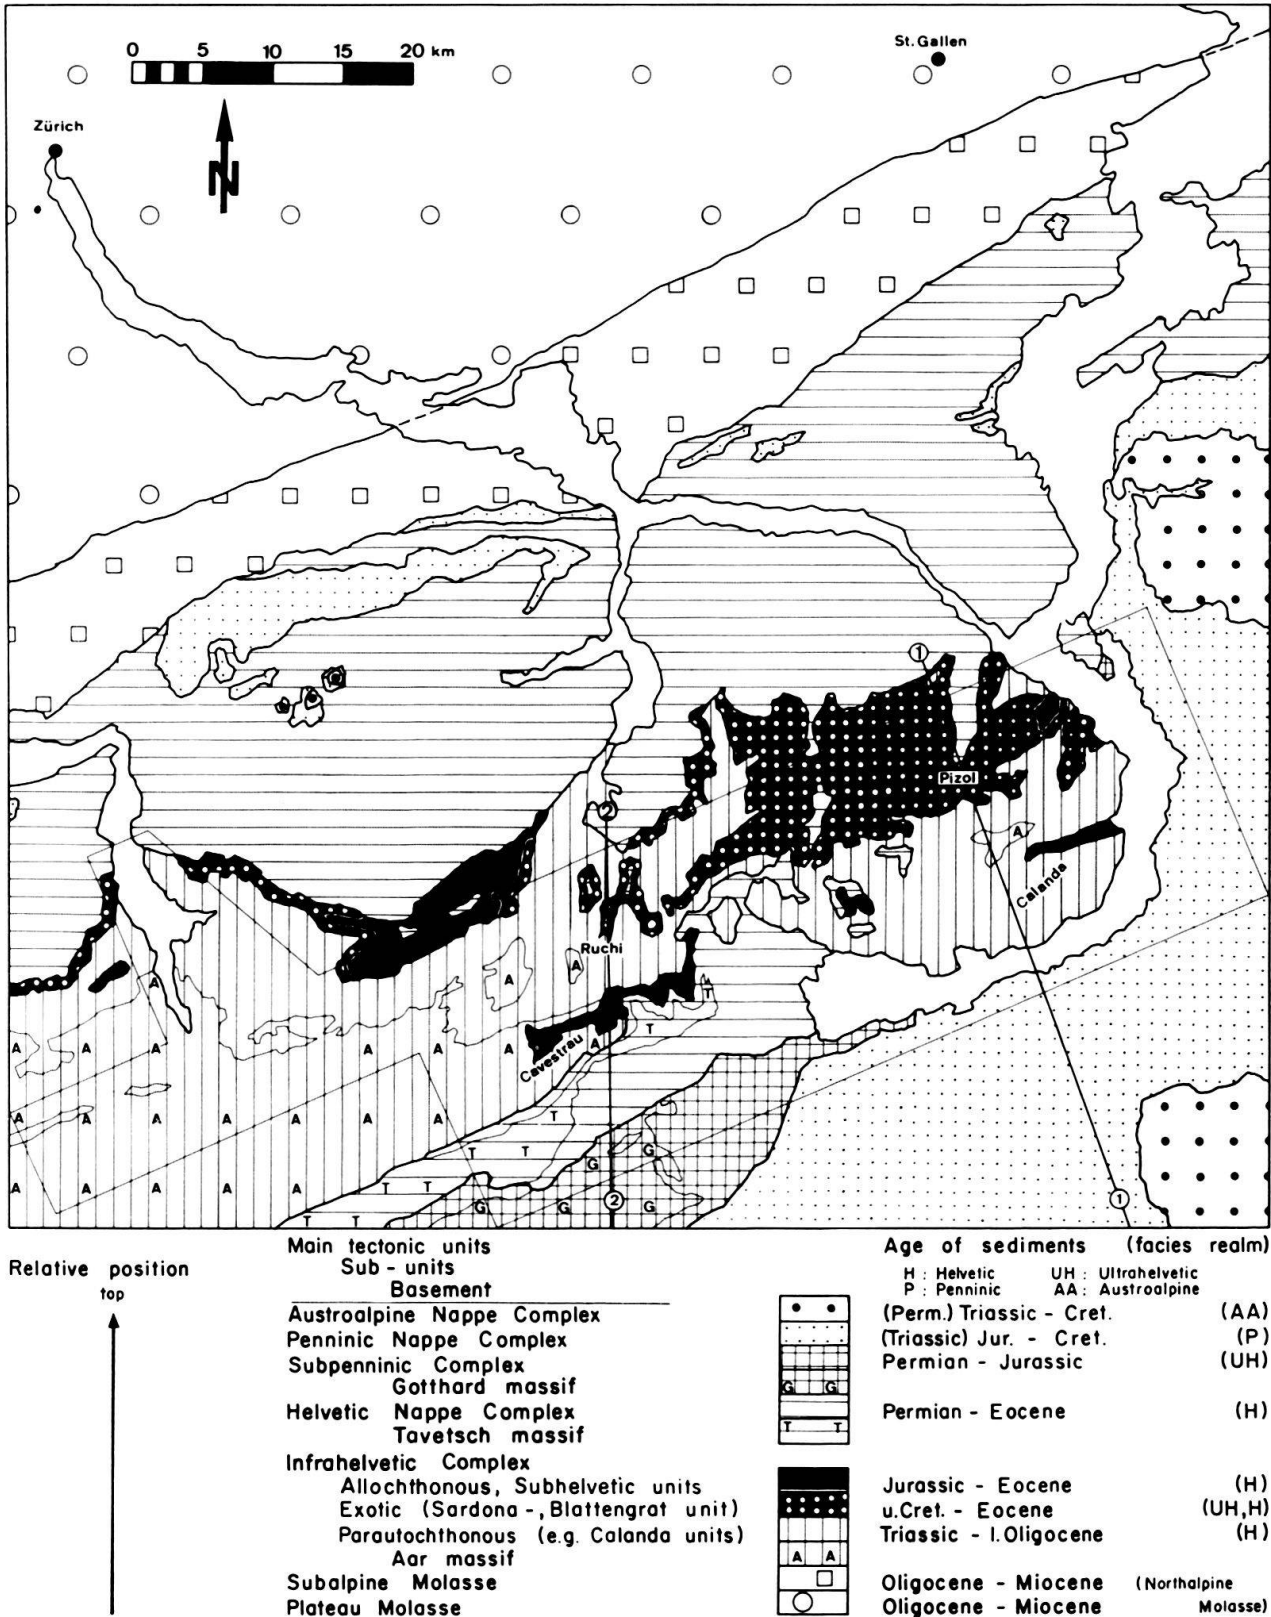 0 5 10 15 20 km
St. Gallen
Zürich
N
1
Pizol
2
A
Calanda
Ruchi
A
A
A
T
A
T
A
A
A
A
A
A
A
Cavestrau
A
A
A
A
A
A
A
T
T
G
G
T
A
A
A
A
A
T
T
G
G
G
2
1
T
T
Relative position
top
Main tectonic units
Sub - units
Basement
Austroalpine Nappe Complex
Penninic Nappe Complex
Subpenninic Complex
Gotthard massif
Helvetic Nappe Complex
Tavetsch massif
Infrahelvetic Complex
Allochthonous, Subhelvetic units
Exotic (Sardona -, Blattengrat unit)
Parautochthonous (e.g. Calanda units)
Aar massif
Subalpine Molasse
Plateau Molasse
G G
T T
A A
Age of sediments (facies realm)
H : Helvetic UH : Ultrahelvetic
P : Penninic AA : Austroalpine
(Perm.) Triassic - Cret. (AA)
(Triassic) Jur. - Cret. (P)
Permian - Jurassic (UH)
Permian - Eocene (H)
Jurassic - Eocene (H)
u.Cret. - Eocene (UH,H)
Triassic - l.Oligocene (H)
Oligocene - Miocene (Northalpine
Oligocene - Miocene Molasse)